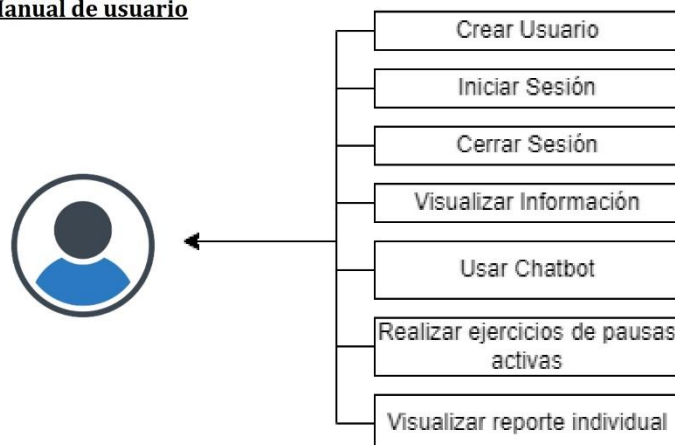 Manual de usuario
Crear Usuario
Iniciar Sesión
Cerrar Sesión
Visualizar Información
Usar Chatbot
Realizar ejercicios de pausas
activas
Visualizar reporte individual